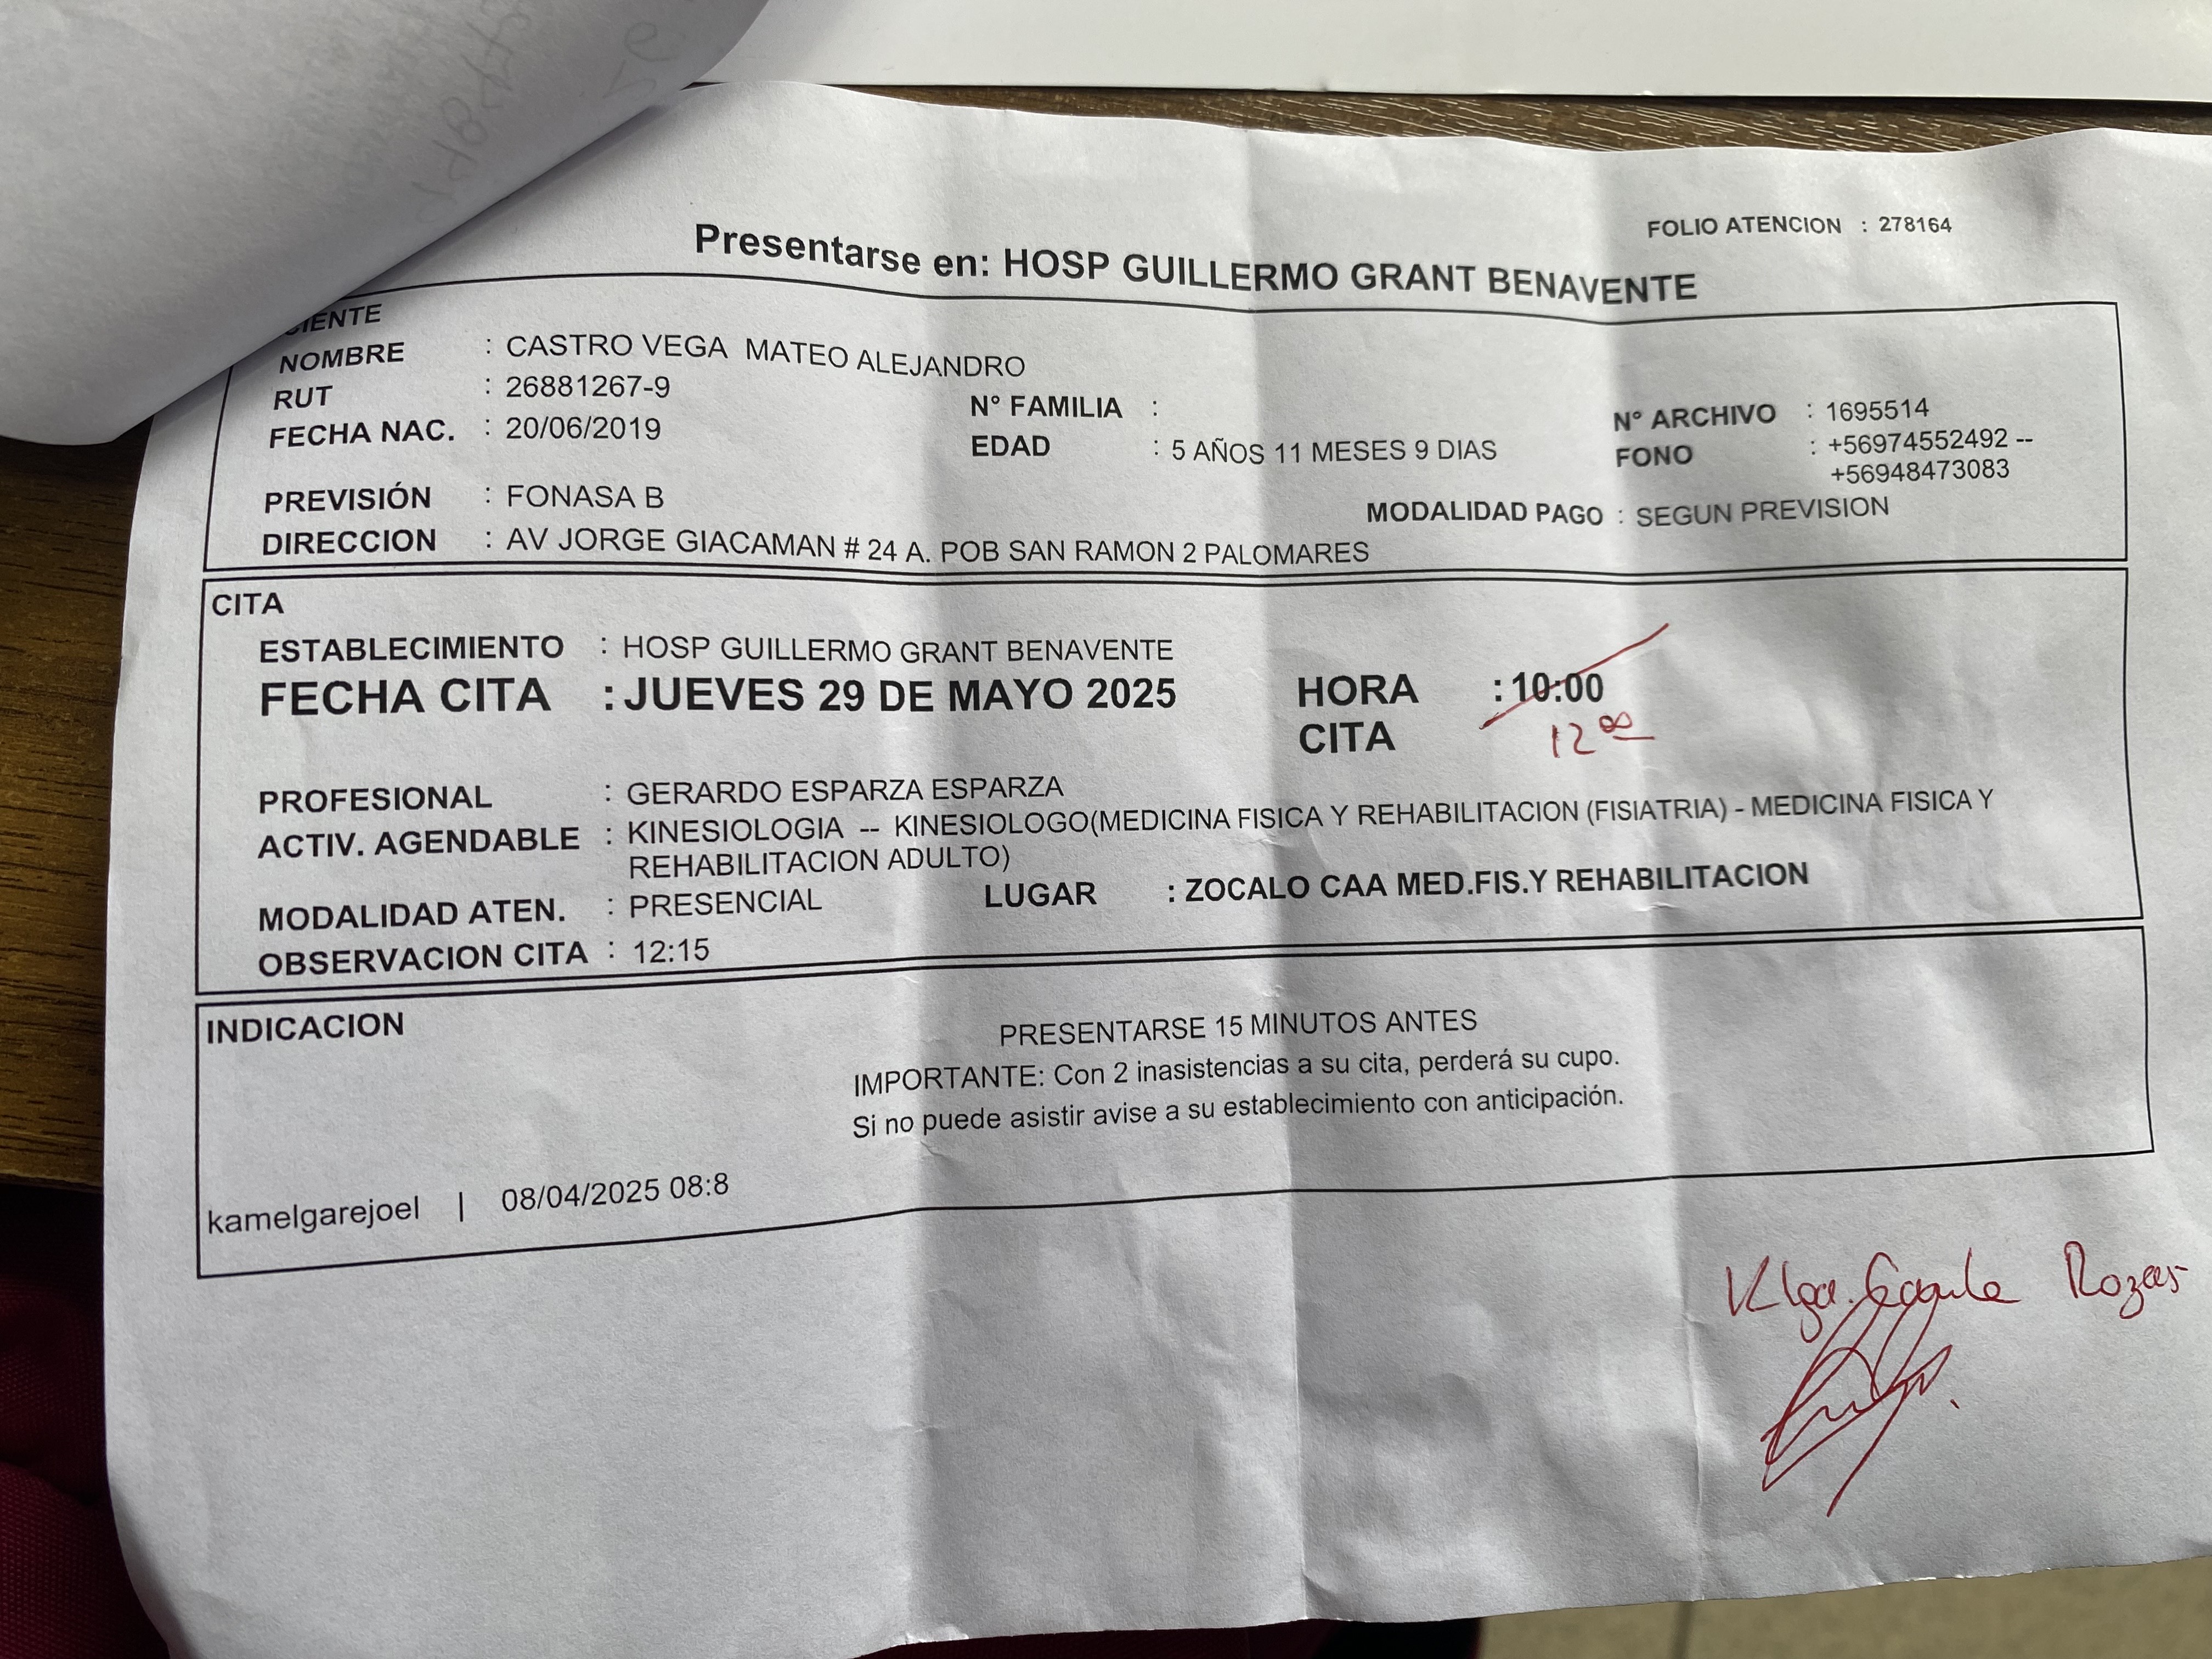 FOLIO ATENCION : 278164
Presentarse en: HOSP GUILLERMO GRANT BENAVENTE
CIENTE
NOMBRE : CASTRO VEGA MATEO ALEJANDRO
RUT : 26881267-9
FECHA NAC. : 20/06/2019
N° FAMILIA :
EDAD : 5 AÑOS 11 MESES 9 DIAS
N° ARCHIVO : 1695514
FONO : +56974552492 --
+56948473083
PREVISIÓN : FONASA B
MODALIDAD PAGO : SEGUN PREVISION
DIRECCION : AV JORGE GIACAMAN # 24 A. POB SAN RAMON 2 PALOMARES
CITA
ESTABLECIMIENTO : HOSP GUILLERMO GRANT BENAVENTE
FECHA CITA : JUEVES 29 DE MAYO 2025
HORA : 10:00
CITA 12 00
PROFESIONAL : GERARDO ESPARZA ESPARZA
ACTIV. AGENDABLE : KINESIOLOGIA -- KINESIOLOGO(MEDICINA FISICA Y REHABILITACION (FISIATRIA) - MEDICINA FISICA Y
REHABILITACION ADULTO)
MODALIDAD ATEN. : PRESENCIAL
LUGAR : ZOCALO CAA MED.FIS.Y REHABILITACION
OBSERVACION CITA : 12:15
INDICACION
PRESENTARSE 15 MINUTOS ANTES
IMPORTANTE: Con 2 inasistencias a su cita, perderá su cupo.
Si no puede asistir avise a su establecimiento con anticipación.
kamelgarejoel | 08/04/2025 08:8
Klga. Rozas